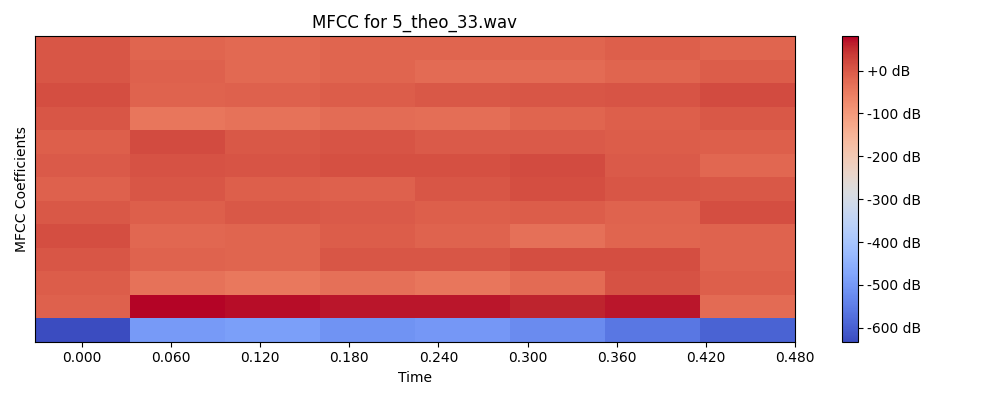 MFCC for 5_theo_33.wav
MFCC Coefficients
0.000 0.060 0.120 0.180 0.240 0.300 0.360 0.420 0.480
Time
+0 dB
-100 dB
-200 dB
-300 dB
-400 dB
-500 dB
-600 dB